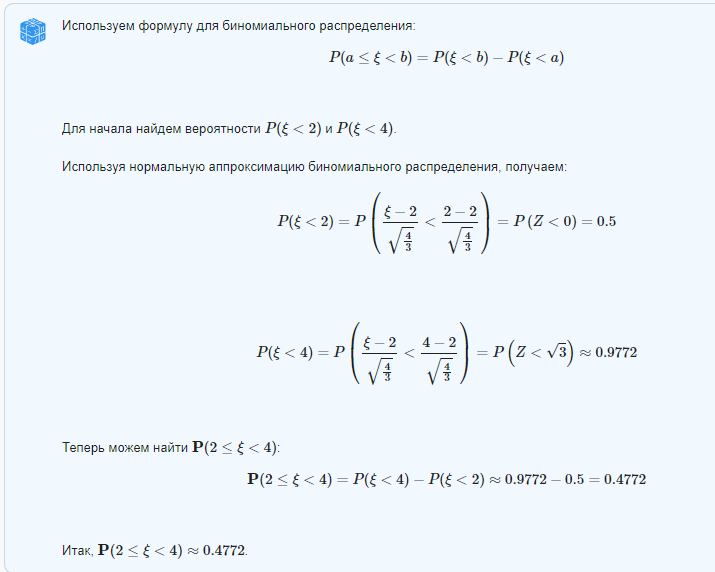 Используем формулу для биномиального распределения:
P(a ≤ ξ < b) = P(ξ < b) − P(ξ < a)
Для начала найдем вероятности P(ξ < 2) и P(ξ < 4).
Используя нормальную аппроксимацию биномиального распределения, получаем:
P(ξ < 2) = P((ξ − 2)/√(4/3) < (2 − 2)/√(4/3)) = P(Z < 0) = 0.5
P(ξ < 4) = P((ξ − 2)/√(4/3) < (4 − 2)/√(4/3)) = P(Z < √3) ≈ 0.9772
Теперь можем найти P(2 ≤ ξ < 4):
P(2 ≤ ξ < 4) = P(ξ < 4) − P(ξ < 2) ≈ 0.9772 − 0.5 = 0.4772
Итак, P(2 ≤ ξ < 4) ≈ 0.4772.